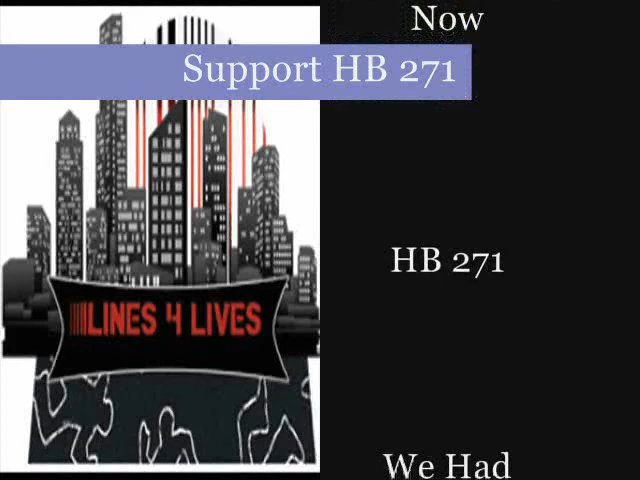 Now
Support HB 271
HB 271
LINES 4 LIVES
We Had